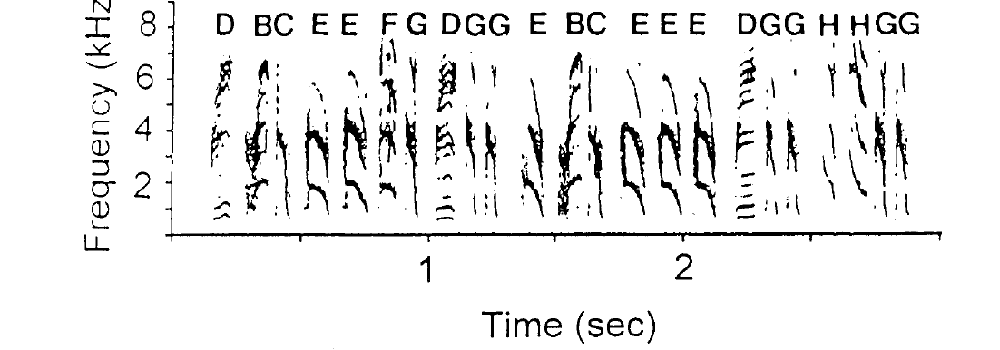 Frequency (kHz)
8 D BC E E F G DGG E BC E E E DGG H HGG
6
4
2
1 2
Time (sec)